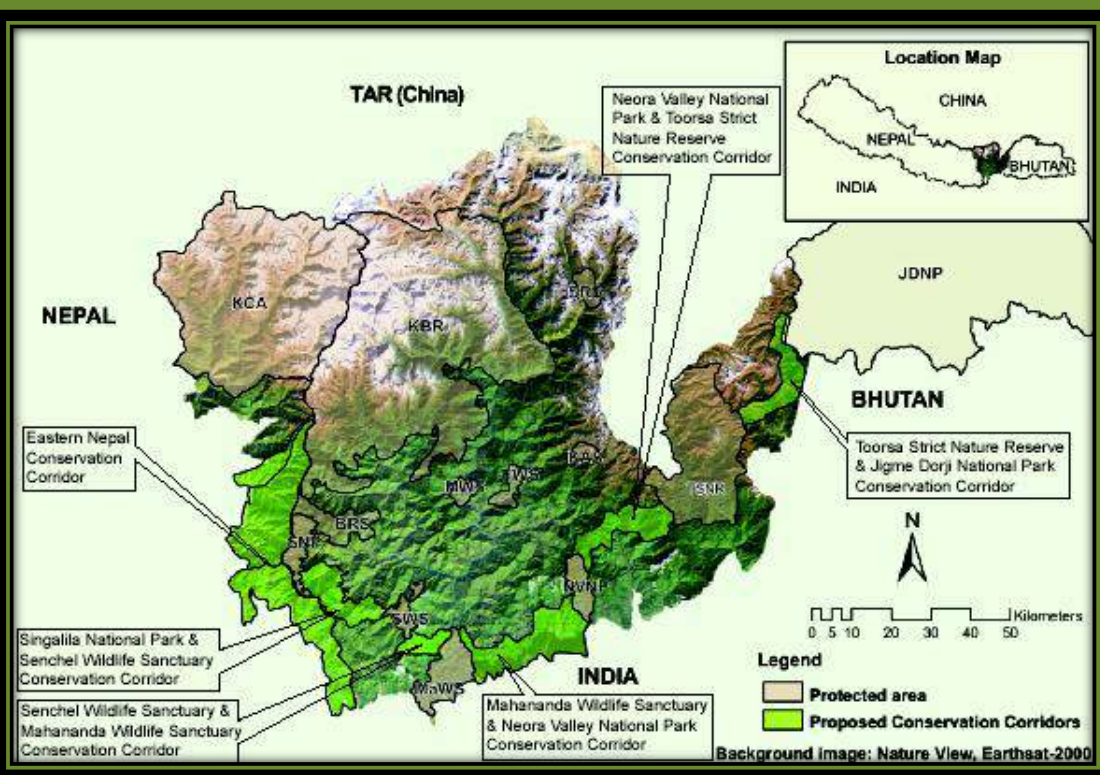 TAR (China)
Neora Valley National
Park & Toorsa Strict
Nature Reserve
Conservation Corridor
Location Map
CHINA
NEPAL
BHUTAN
INDIA
JDNP
NEPAL
KCA
KBR
BHUTAN
Eastern Nepal
Conservation
Corridor
Toorsa Strict Nature Reserve
& Jigme Dorji National Park
Conservation Corridor
BRS
SNP
NVNP
SWS
MaWS
N
Kilometers
0 5 10 20 30 40 50
Singalila National Park &
Senchel Wildlife Sanctuary
Conservation Corridor
Senchel Wildlife Sanctuary &
Mahananda Wildlife Sanctuary
Conservation Corridor
INDIA
Mahananda Wildlife Sanctuary
& Neora Valley National Park
Conservation Corridor
Legend
Protected area
Proposed Conservation Corridors
Background image: Nature View, Earthsat-2000